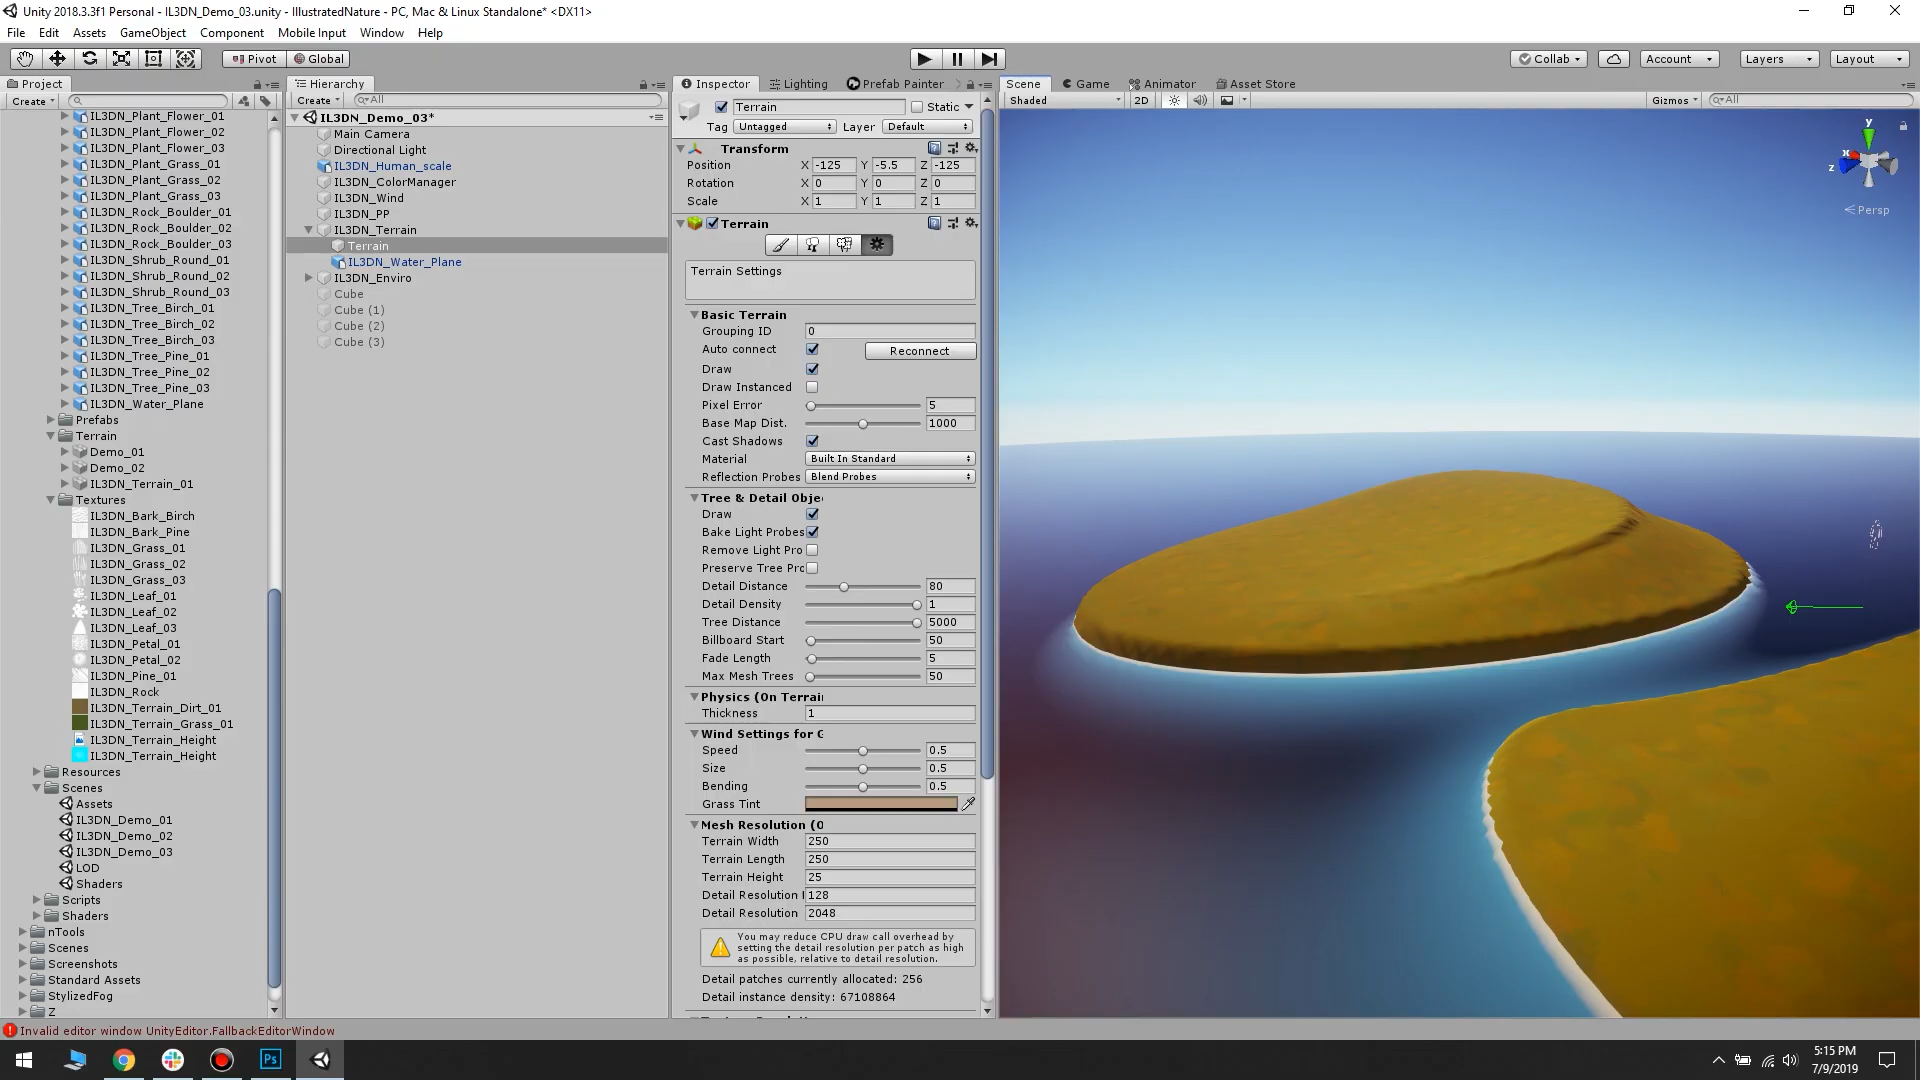 Unity 2018.3.3f1 Personal - IL3DN_Demo_03.unity - IllustratedNature - PC, Mac & Linux Standalone* <DX11>
File Edit Assets GameObject Component Mobile Input Window Help
Pivot Global Collab Account Layers Layout
Project
Create
IL3DN_Plant_Flower_01
IL3DN_Plant_Flower_02
IL3DN_Plant_Flower_03
IL3DN_Plant_Grass_01
IL3DN_Plant_Grass_02
IL3DN_Plant_Grass_03
IL3DN_Rock_Boulder_01
IL3DN_Rock_Boulder_02
IL3DN_Rock_Boulder_03
IL3DN_Shrub_Round_01
IL3DN_Shrub_Round_02
IL3DN_Shrub_Round_03
IL3DN_Tree_Birch_01
IL3DN_Tree_Birch_02
IL3DN_Tree_Birch_03
IL3DN_Tree_Pine_01
IL3DN_Tree_Pine_02
IL3DN_Tree_Pine_03
IL3DN_Water_Plane
Prefabs
Terrain
Demo_01
Demo_02
IL3DN_Terrain_01
Textures
IL3DN_Bark_Birch
IL3DN_Bark_Pine
IL3DN_Grass_01
IL3DN_Grass_02
IL3DN_Grass_03
IL3DN_Leaf_01
IL3DN_Leaf_02
IL3DN_Leaf_03
IL3DN_Petal_01
IL3DN_Petal_02
IL3DN_Pine_01
IL3DN_Rock
IL3DN_Terrain_Dirt_01
IL3DN_Terrain_Grass_01
IL3DN_Terrain_Height
IL3DN_Terrain_Height
Resources
Scenes
Assets
IL3DN_Demo_01
IL3DN_Demo_02
IL3DN_Demo_03
LOD
Shaders
Scripts
Shaders
nTools
Scenes
Screenshots
Standard Assets
StylizedFog
Z
Hierarchy
Create All
IL3DN_Demo_03*
Main Camera
Directional Light
IL3DN_Human_scale
IL3DN_ColorManager
IL3DN_Wind
IL3DN_PP
IL3DN_Terrain
Terrain
IL3DN_Water_Plane
IL3DN_Enviro
Cube
Cube (1)
Cube (2)
Cube (3)
Inspector Lighting Prefab Painter
Terrain Static
Tag Untagged Layer Default
Transform
Position X -125 Y -5.5 Z -125
Rotation X 0 Y 0 Z 0
Scale X 1 Y 1 Z 1
Terrain
Terrain Settings
Basic Terrain
Grouping ID 0
Auto connect Reconnect
Draw
Draw Instanced
Pixel Error 5
Base Map Dist. 1000
Cast Shadows
Material Built In Standard
Reflection Probes Blend Probes
Tree & Detail Obje
Draw
Bake Light Probes
Remove Light Pro
Preserve Tree Pro
Detail Distance 80
Detail Density 1
Tree Distance 5000
Billboard Start 50
Fade Length 5
Max Mesh Trees 50
Physics (On Terrai
Thickness 1
Wind Settings for G
Speed 0.5
Size 0.5
Bending 0.5
Grass Tint
Mesh Resolution (O
Terrain Width 250
Terrain Length 250
Terrain Height 25
Detail Resolution 128
Detail Resolution 2048
You may reduce CPU draw call overhead by
setting the detail resolution per patch as high
as possible, relative to detail resolution.
Detail patches currently allocated: 256
Detail instance density: 67108864
Scene Game Animator Asset Store
Shaded 2D Gizmos All
y
x
z
Persp
Invalid editor window UnityEditor.FallbackEditorWindow
Ps
5:15 PM
7/9/2019